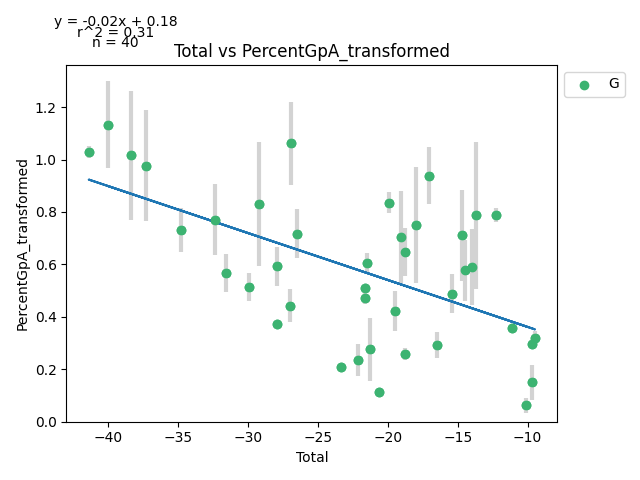 y = -0.02x + 0.18
r^2 = 0.31
n = 40
Total vs PercentGpA_transformed
G
PercentGpA_transformed
1.2
1.0
0.8
0.6
0.4
0.2
0.0
−40 −35 −30 −25 −20 −15 −10
Total